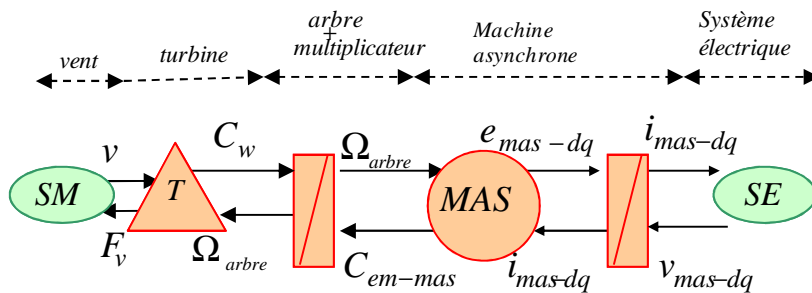 arbre
+
multiplicateur
Machine
asynchrone
Système
électrique
vent
turbine
v
C_w
Ω_arbre
e_mas-dq
i_mas-dq
SM
T
MAS
SE
F_v
Ω_arbre
C_em-mas
i_mas-dq
v_mas-dq